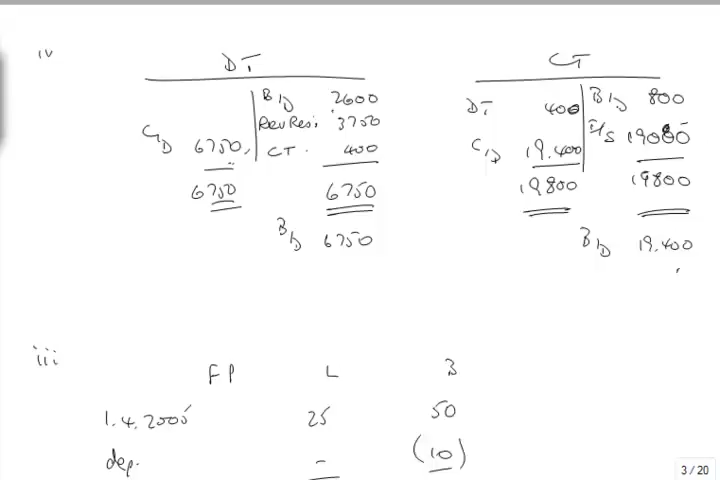 iv
DT
B/D 2600
Rev Res: 3750
C/D 6750 CT. 400
6750 6750
B/D 6750
CT
DT 400 B/D 800
I/S 19000
C/D 19.400
19800 19800
B/D 19.400
iii
FP L B
1.4.2005 25 50
dep. - (10)
3 / 20